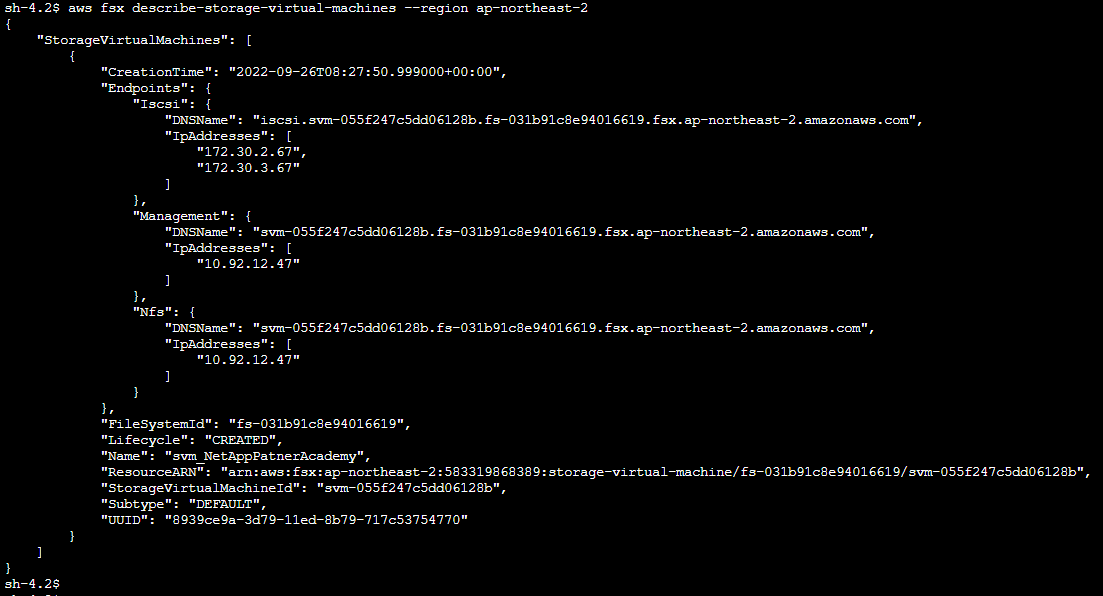 sh-4.2$ aws fsx describe-storage-virtual-machines --region ap-northeast-2
{
    "StorageVirtualMachines": [
        {
            "CreationTime": "2022-09-26T08:27:50.999000+00:00",
            "Endpoints": {
                "Iscsi": {
                    "DNSName": "iscsi.svm-055f247c5dd06128b.fs-031b91c8e94016619.fsx.ap-northeast-2.amazonaws.com",
                    "IpAddresses": [
                        "172.30.2.67",
                        "172.30.3.67"
                    ]
                },
                "Management": {
                    "DNSName": "svm-055f247c5dd06128b.fs-031b91c8e94016619.fsx.ap-northeast-2.amazonaws.com",
                    "IpAddresses": [
                        "10.92.12.47"
                    ]
                },
                "Nfs": {
                    "DNSName": "svm-055f247c5dd06128b.fs-031b91c8e94016619.fsx.ap-northeast-2.amazonaws.com",
                    "IpAddresses": [
                        "10.92.12.47"
                    ]
                }
            },
            "FileSystemId": "fs-031b91c8e94016619",
            "Lifecycle": "CREATED",
            "Name": "svm_NetAppPatnerAcademy",
            "ResourceARN": "arn:aws:fsx:ap-northeast-2:583319868389:storage-virtual-machine/fs-031b91c8e94016619/svm-055f247c5dd06128b",
            "StorageVirtualMachineId": "svm-055f247c5dd06128b",
            "Subtype": "DEFAULT",
            "UUID": "8939ce9a-3d79-11ed-8b79-717c53754770"
        }
    ]
}
sh-4.2$